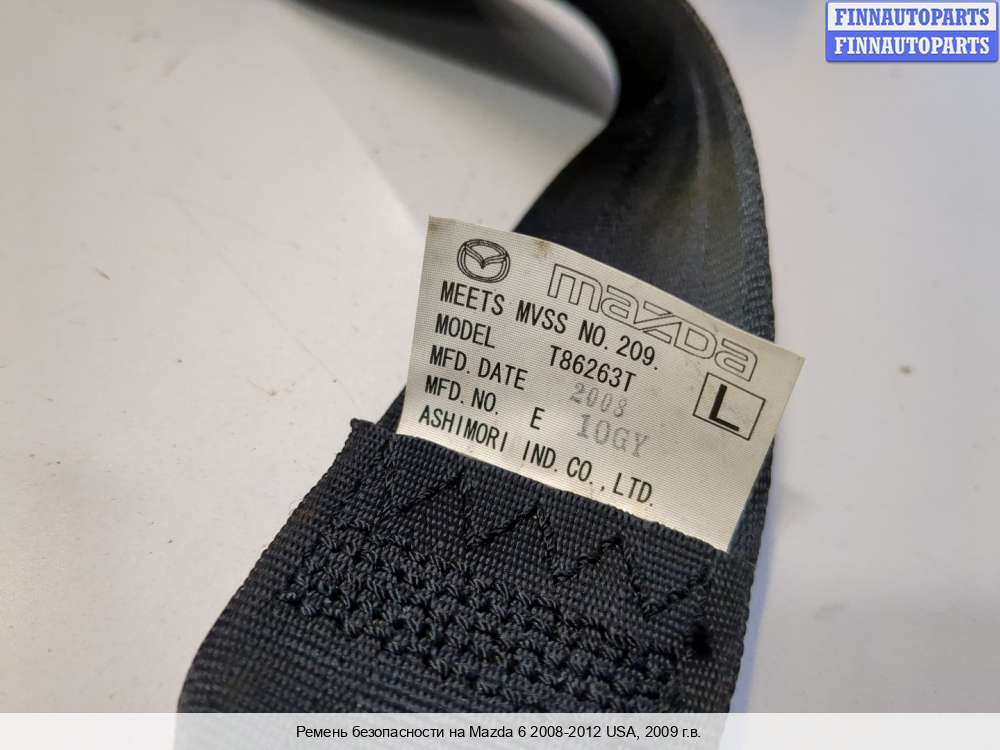 FINNAUTOPARTS
FINNAUTOPARTS
mazda
MEETS MVSS NO. 209.
MODEL T86263T
MFD. DATE 2008
MFD. NO. E 10GY
ASHIMORI IND. CO., LTD.
L
Ремень безопасности на Mazda 6 2008-2012 USA, 2009 г.в.